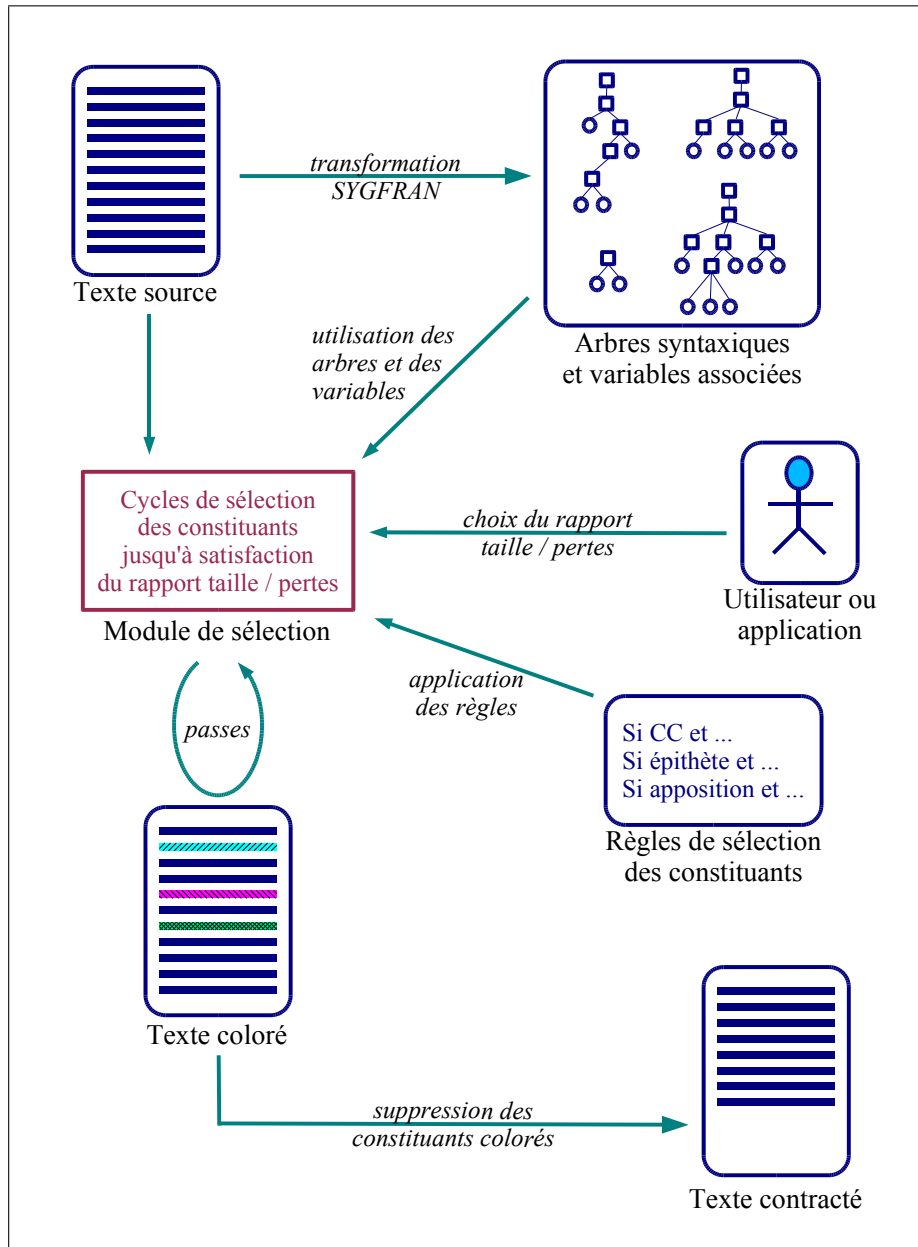 transformation
SYGFRAN
Texte source
utilisation des
arbres et des
variables
Arbres syntaxiques
et variables associées
Cycles de sélection
des constituants
jusqu'à satisfaction
du rapport taille / pertes
choix du rapport
taille / pertes
Utilisateur ou
application
Module de sélection
application
des règles
passes
Si CC et ...
Si épithète et ...
Si apposition et ...
Règles de sélection
des constituants
Texte coloré
suppression des
constituants colorés
Texte contracté